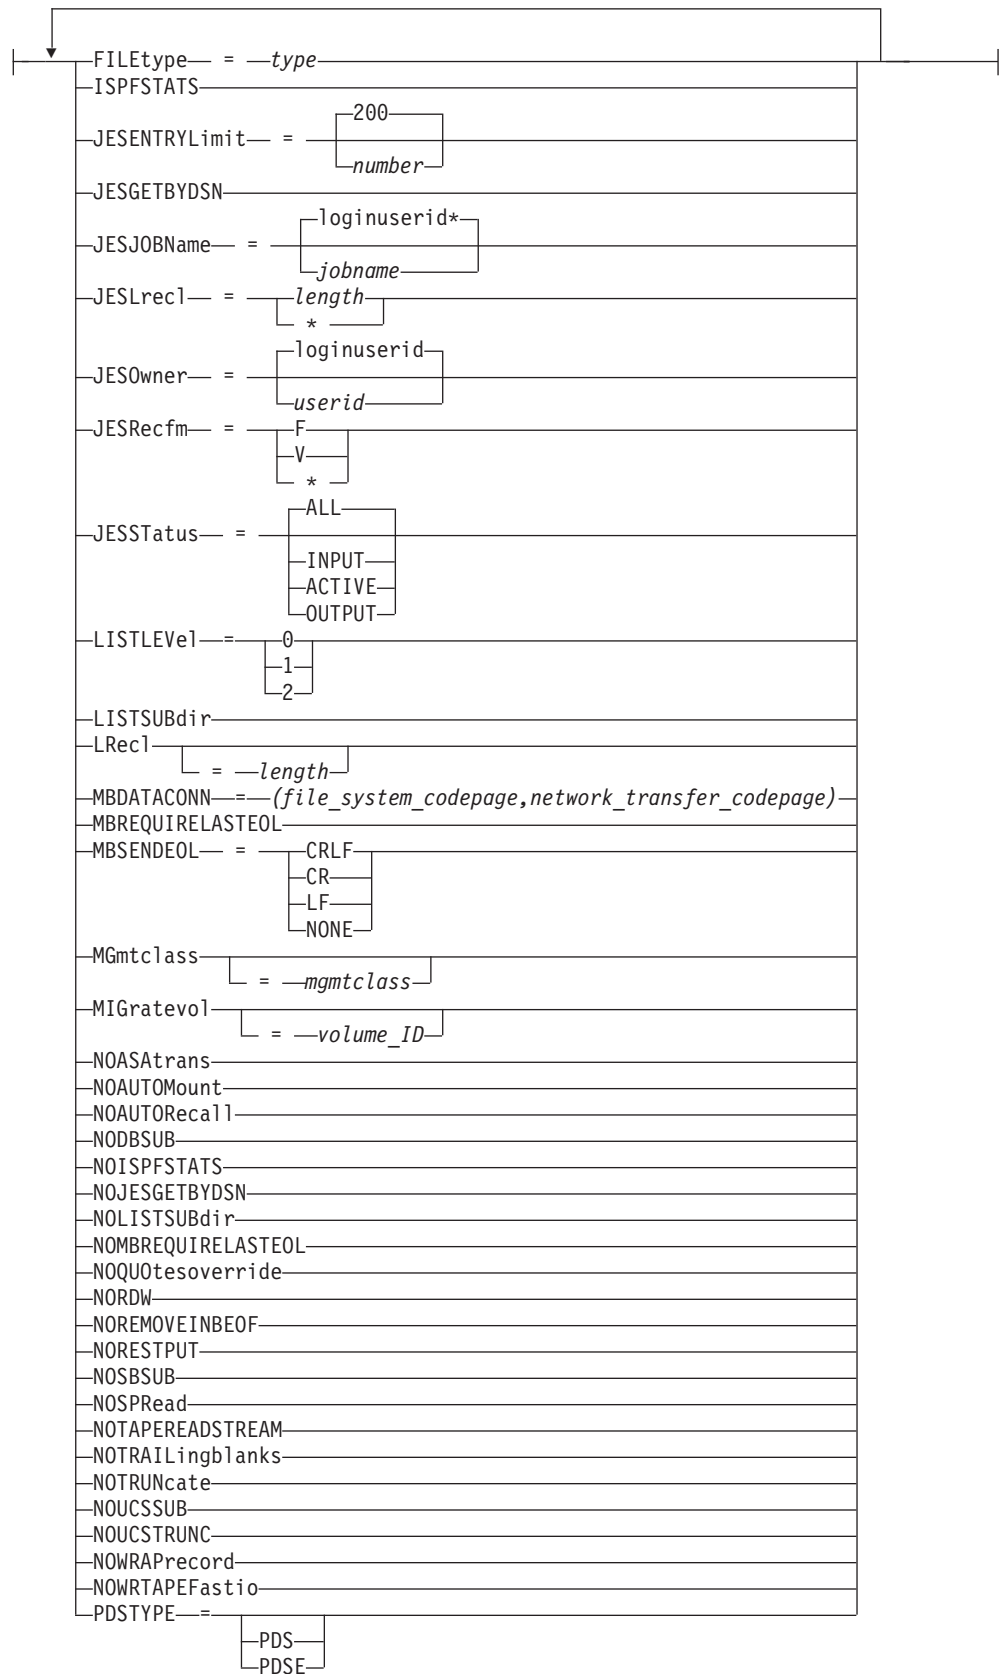 FILEtype = type
ISPFSTATS
200
JESENTRYLimit =
number
JESGETBYDSN
loginuserid*
JESJOBName =
jobname
JESLrecl = length
*
loginuserid
JESOwner =
userid
JESRecfm = F
V
*
ALL
JESSTatus =
INPUT
ACTIVE
OUTPUT
LISTLEVel = 0
1
2
LISTSUBdir
LRecl
= length
MBDATACONN = (file_system_codepage,network_transfer_codepage)
MBREQUIRELASTEOL
MBSENDEOL = CRLF
CR
LF
NONE
MGmtclass
= mgmtclass
MIGratevol
= volume_ID
NOASAtrans
NOAUTOMount
NOAUTORecall
NODBSUB
NOISPFSTATS
NOJESGETBYDSN
NOLISTSUBdir
NOMBREQUIRELASTEOL
NOQUOtesoverride
NORDW
NOREMOVEINBEOF
NORESTPUT
NOSBSUB
NOSPRead
NOTAPEREADSTREAM
NOTRAILingblanks
NOTRUNcate
NOUCSSUB
NOUCSTRUNC
NOWRAPrecord
NOWRTAPEFastio
PDSTYPE =
PDS
PDSE